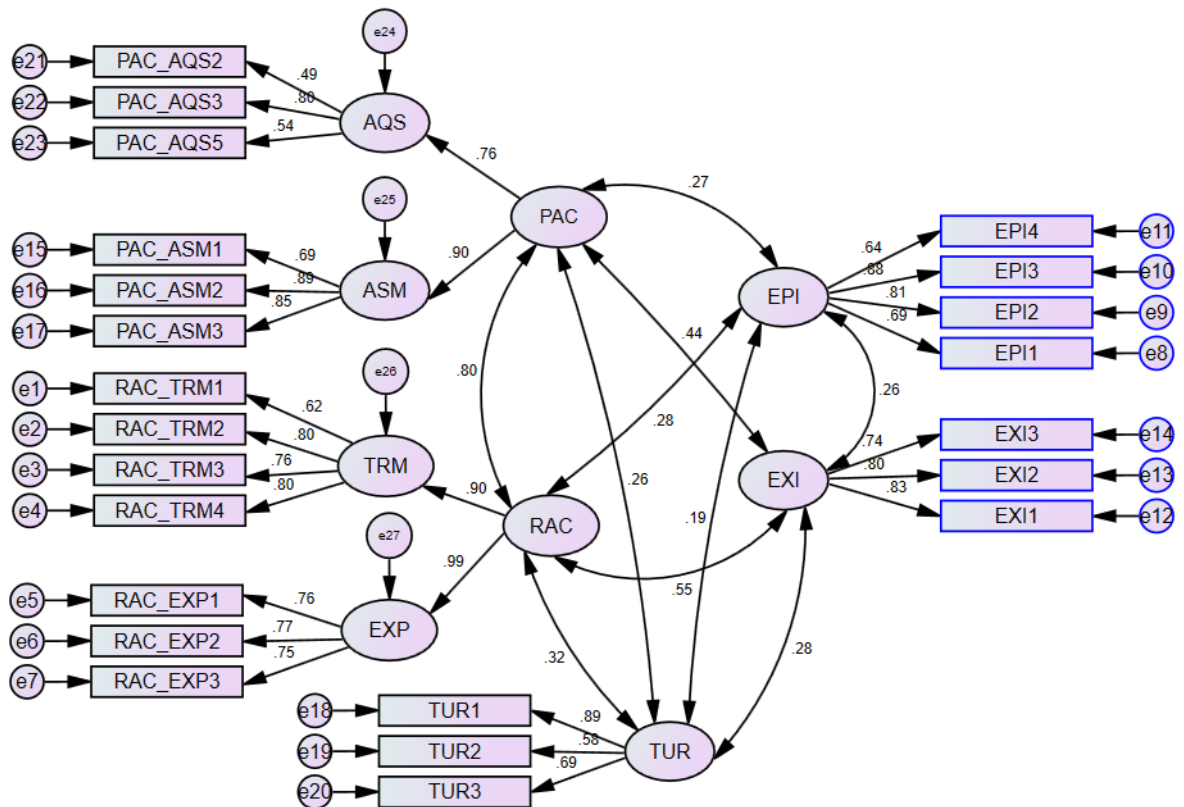 e24
e21 PAC_AQS2
.49
e22 PAC_AQS3 .80 AQS
e23 PAC_AQS5 .54
.76
e25
.27
PAC
e15 PAC_ASM1 .69
e16 PAC_ASM2 .89 ASM
e17 PAC_ASM3 .85
.90
EPI4 e11
.64
EPI3 e10
.88
EPI
EPI2 e9
.81
EPI1 e8
.69
.44
.80
.26
.28
e26
e1 RAC_TRM1
.62
e2 RAC_TRM2
.80
e3 RAC_TRM3 .76 TRM
e4 RAC_TRM4 .80
.90
.26
.19
EXI3 e14
.74
EXI EXI2 e13
.80
EXI1 e12
.83
RAC
e27
.99
.55
e5 RAC_EXP1 .76
e6 RAC_EXP2 .77 EXP
e7 RAC_EXP3 .75
.32
.28
e18 TUR1 .89
e19 TUR2 .58 TUR
e20 TUR3 .69